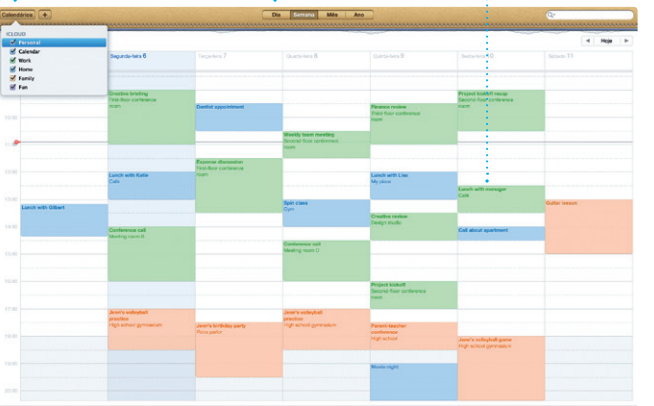 Calendários +
Dia Semana Mês Ano
Hoje
ICLOUD
Personal
Calendar
Work
Home
Family
Fun
Segunda-feira 6
Terça-feira 7
Quarta-feira 8
Quinta-feira 9
Sexta-feira 10
Sábado 11
Lunch with Gilbert
Creative briefing
First-floor conference
room
Lunch with Katie
Café
Conference call
Meeting room B
Jenn's volleyball
practice
High school gymnasium
Dentist appointment
Expense discussion
First-floor conference
room
Jenn's birthday party
Pizza parlor
Weekly team meeting
Second-floor conference
room
Spin class
Gym
Conference call
Meeting room
Jenn's volleyball
practice
High school gymnasium
Finance review
Third-floor conference
room
Lunch with Lisa
My place
Creative review
Design studio
Project kickoff
Second-floor conference
room
Parent-teacher
conference
High school
Movie night
Project kickoff recap
Second-floor conference
room
Lunch with manager
Café
Call about apartment
Jenn's volleyball game
High school gymnasium
Guitar lesson